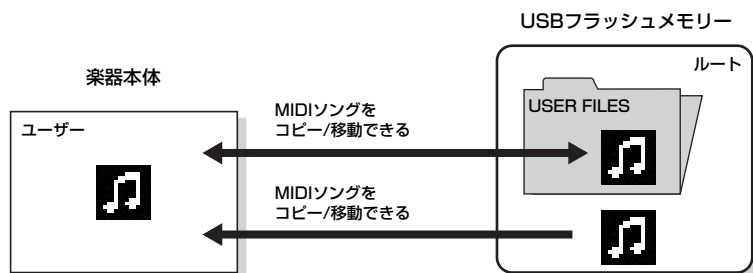 USBフラッシュメモリー
楽器本体
ルート
ユーザー
MIDIソングを
コピー/移動できる
USER FILES
MIDIソングを
コピー/移動できる